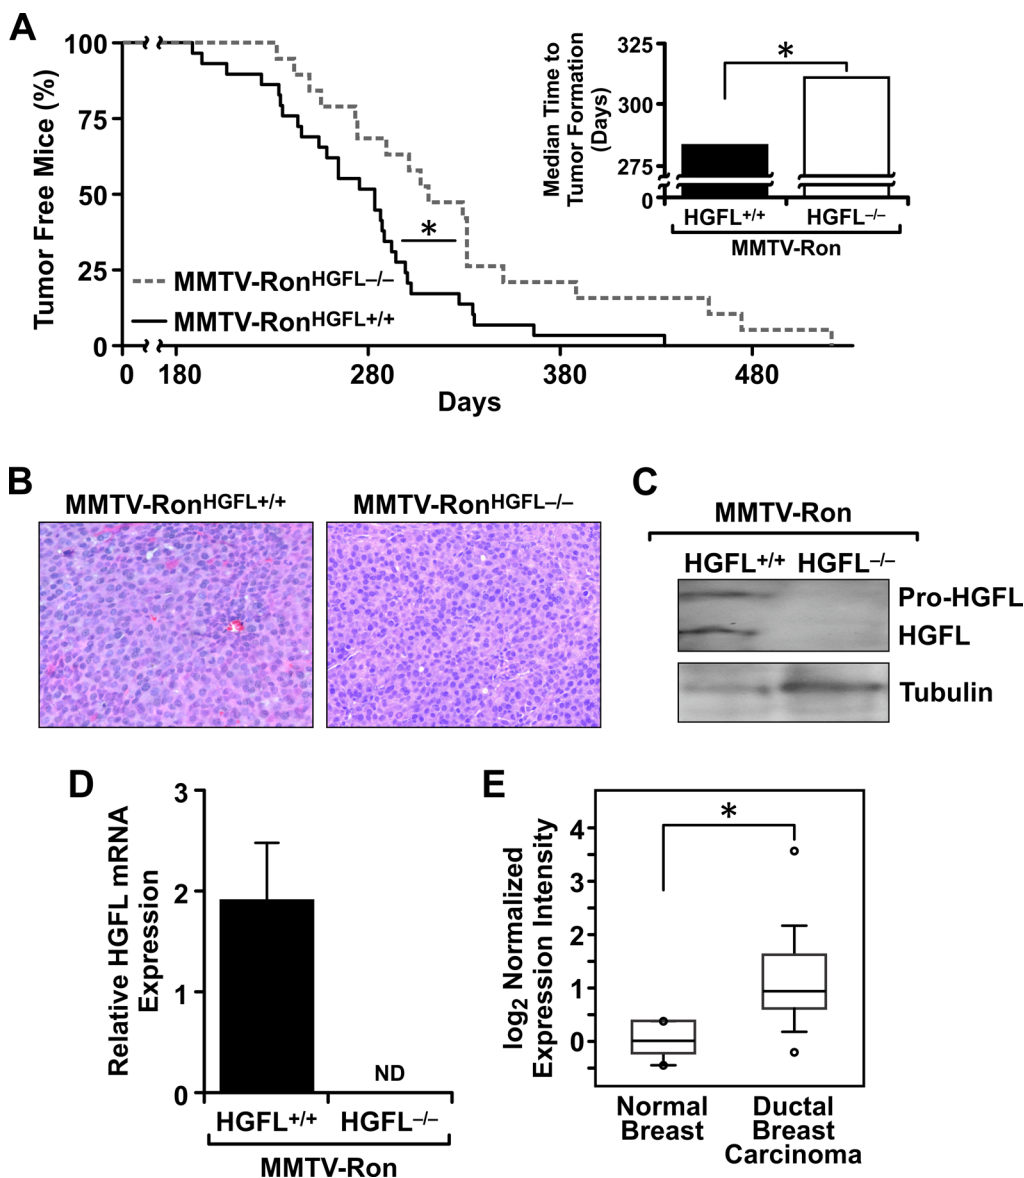 A
Tumor Free Mice (%)
100
75
50
25
0
*
MMTV-RonHGFL–/–
MMTV-RonHGFL+/+
0 180 280 380 480
Days
Median Time to
Tumor Formation
(Days)
325
300
275
0
*
HGFL+/+ HGFL–/–
MMTV-Ron
B
MMTV-RonHGFL+/+ MMTV-RonHGFL–/–
C
MMTV-Ron
HGFL+/+ HGFL–/–
Pro-HGFL
HGFL
Tubulin
D
Relative HGFL mRNA
Expression
3
2
1
0
ND
HGFL+/+ HGFL–/–
MMTV-Ron
E
log2 Normalized
Expression Intensity
4
3
2
1
0
*
Normal
Breast
Ductal
Breast
Carcinoma